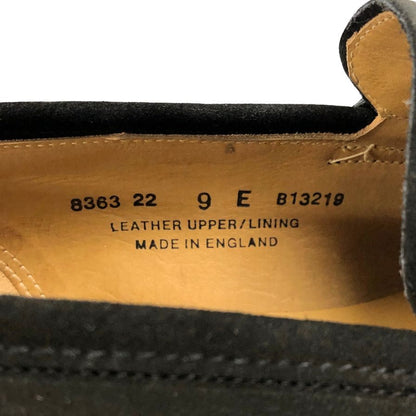 8363 22 9 E B13219
LEATHER UPPER/LINING
MADE IN ENGLAND